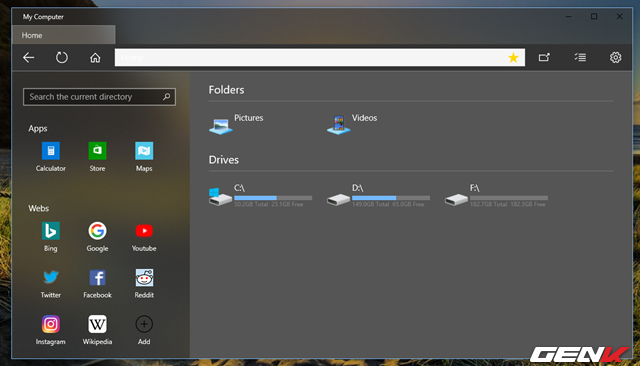 My Computer
Home
Search the current directory
Apps
Calculator
Store
Maps
Webs
Bing
Google
Youtube
Twitter
Facebook
Reddit
Instagram
Wikipedia
Add
Folders
Pictures
Videos
Drives
C:\
50.2GB Total 23.1GB Free
D:\
149.0GB Total 65.0GB Free
F:\
192.7GB Total 192.3GB Free
GENK